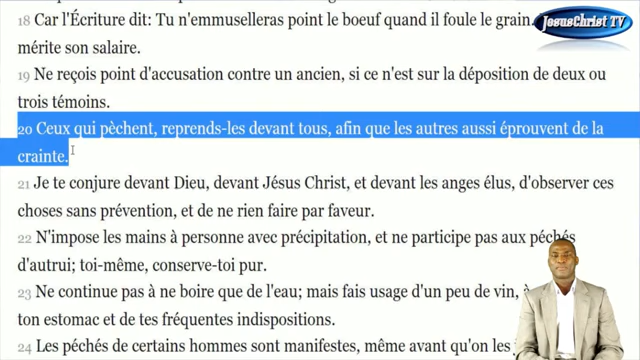 JesusChrist TV
18 Car l'Écriture dit: Tu n'emmuselleras point le boeuf quand il foule le grain.
mérite son salaire.
19 Ne reçois point d'accusation contre un ancien, si ce n'est sur la déposition de deux ou
trois témoins.
20 Ceux qui pèchent, reprends-les devant tous, afin que les autres aussi éprouvent de la
crainte.
21 Je te conjure devant Dieu, devant Jésus Christ, et devant les anges élus, d'observer ces
choses sans prévention, et de ne rien faire par faveur.
22 N'impose les mains à personne avec précipitation, et ne participe pas aux péchés
d'autrui; toi-même, conserve-toi pur.
23 Ne continue pas à ne boire que de l'eau; mais fais usage d'un peu de vin, à
ton estomac et de tes fréquentes indispositions.
24 Les péchés de certains hommes sont manifestes, même avant qu'on les